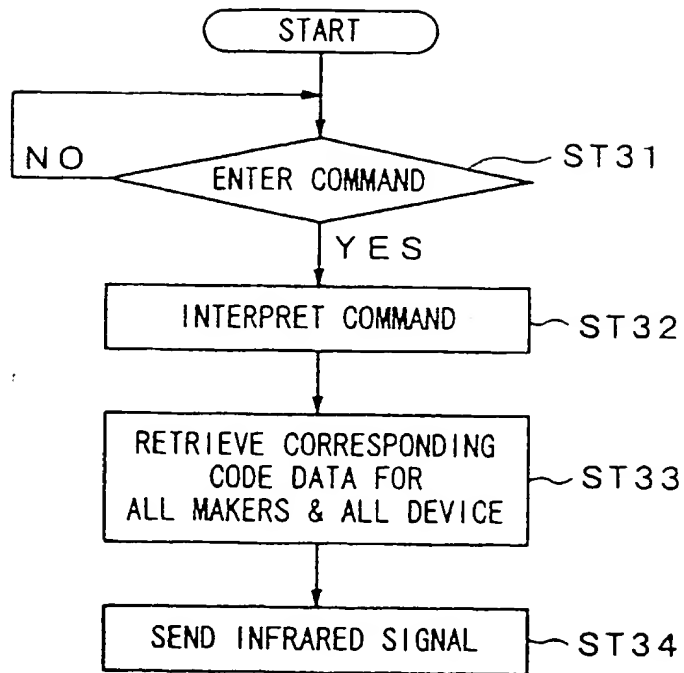 START
NO
ENTER COMMAND
ST31
YES
INTERPRET COMMAND
ST32
RETRIEVE CORRESPONDING
CODE DATA FOR
ALL MAKERS & ALL DEVICE
ST33
SEND INFRARED SIGNAL
ST34